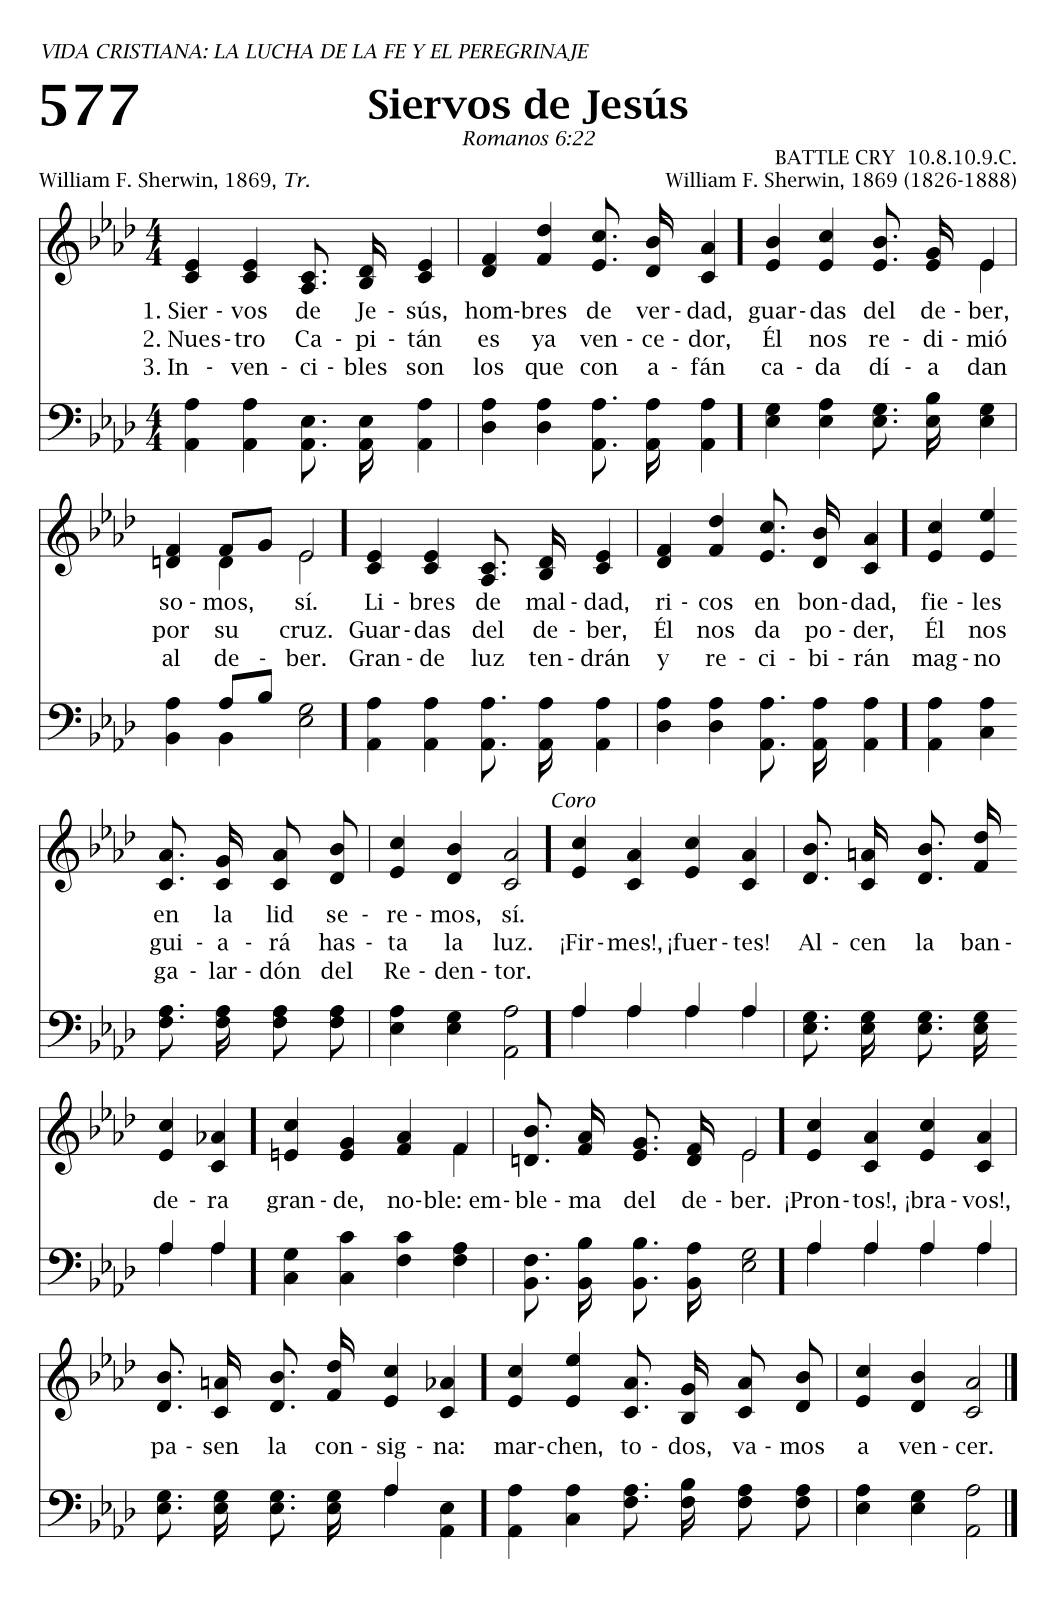 VIDA CRISTIANA: LA LUCHA DE LA FE Y EL PEREGRINAJE
577
Siervos de Jesús
Romanos 6:22
BATTLE CRY 10.8.10.9.C.
William F. Sherwin, 1869, Tr.
William F. Sherwin, 1869 (1826-1888)
1. Sier - vos de Je - sús, hom-bres de ver - dad, guar-das del de - ber,
2. Nues-tro Ca - pi - tán es ya ven - ce - dor, Él nos re - di - mió
3. In - ven - ci - bles son los que con a - fán ca - da dí - a dan
so - mos, sí. Li - bres de mal - dad, ri - cos en bon-dad, fie - les
por su cruz. Guar-das del de - ber, Él nos da po - der, Él nos
al de - ber. Gran - de luz ten - drán y re - ci - bi - rán mag - no
Coro
en la lid se - re - mos, sí.
gui - a - rá has - ta la luz. ¡Fir-mes!, ¡fuer - tes! Al - cen la ban -
ga - lar - dón del Re - den - tor.
de - ra gran - de, no-ble: em-ble - ma del de - ber. ¡Pron-tos!, ¡bra - vos!,
pa - sen la con - sig - na: mar-chen, to - dos, va - mos a ven - cer.